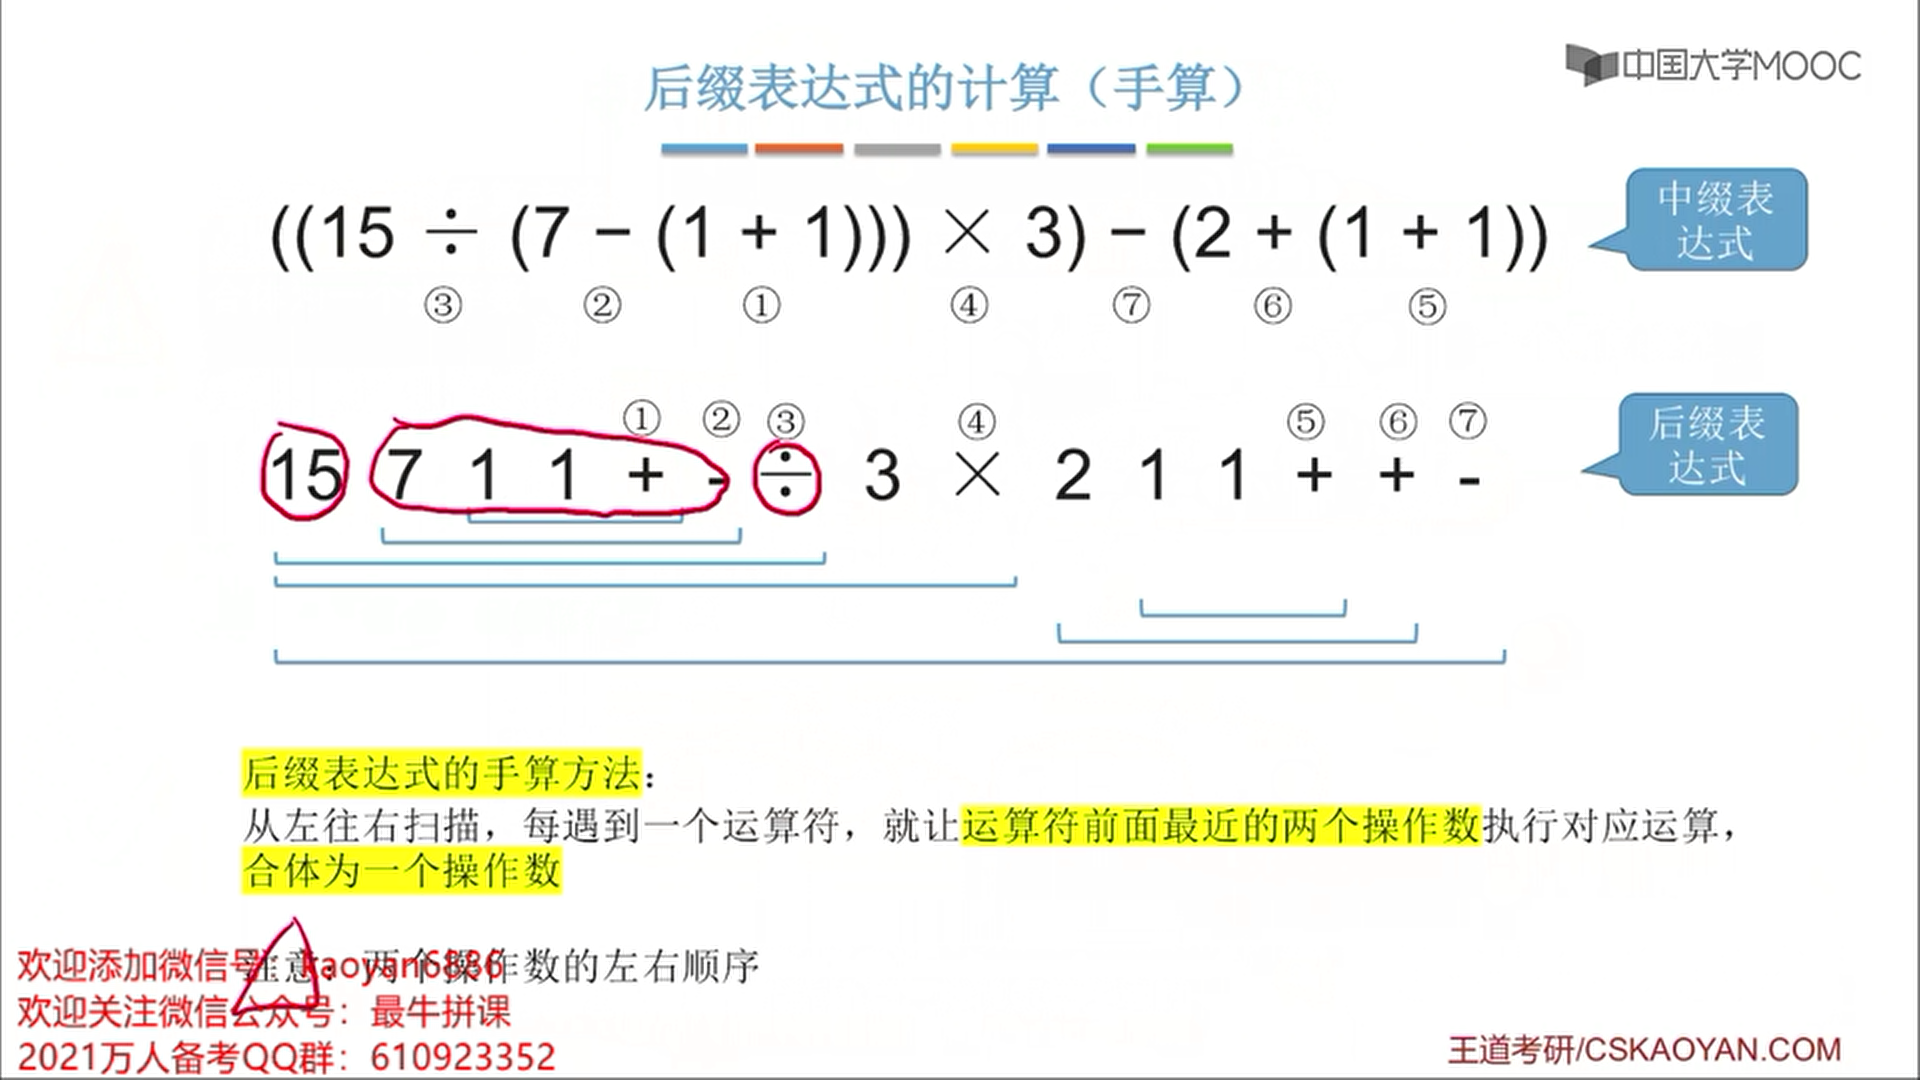 中国大学MOOC
后缀表达式的计算（手算）
((15 ÷ (7 − (1 + 1))) × 3) − (2 + (1 + 1))
中缀表
达式
③ ② ① ④ ⑦ ⑥ ⑤
① ② ③ ④ ⑤ ⑥ ⑦
15 7 1 1 + - ÷ 3 × 2 1 1 + + -
后缀表
达式
后缀表达式的手算方法：
从左往右扫描，每遇到一个运算符，就让运算符前面最近的两个操作数执行对应运算，
合体为一个操作数
注意：两个操作数的左右顺序
欢迎添加微信号：kaoyan6886
欢迎关注微信公众号：最牛拼课
2021万人备考QQ群：610923352
王道考研/CSKAOYAN.COM